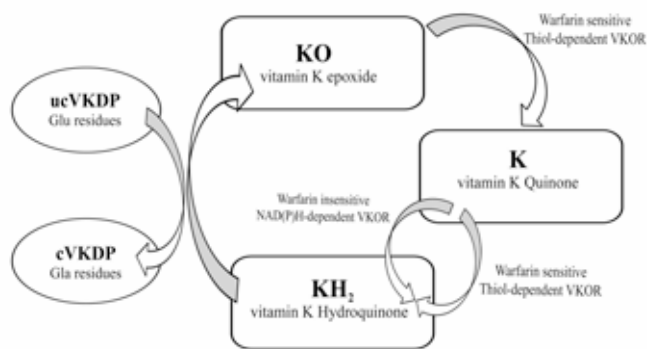 KO
vitamin K epoxide
Warfarin sensitive
Thiol-dependent VKOR
ucVKDP
Glu residues
K
vitamin K Quinone
Warfarin insensitive
NAD(P)H-dependent VKOR
cVKDP
Gla residues
KH₂
vitamin K Hydroquinone
Warfarin sensitive
Thiol-dependent VKOR